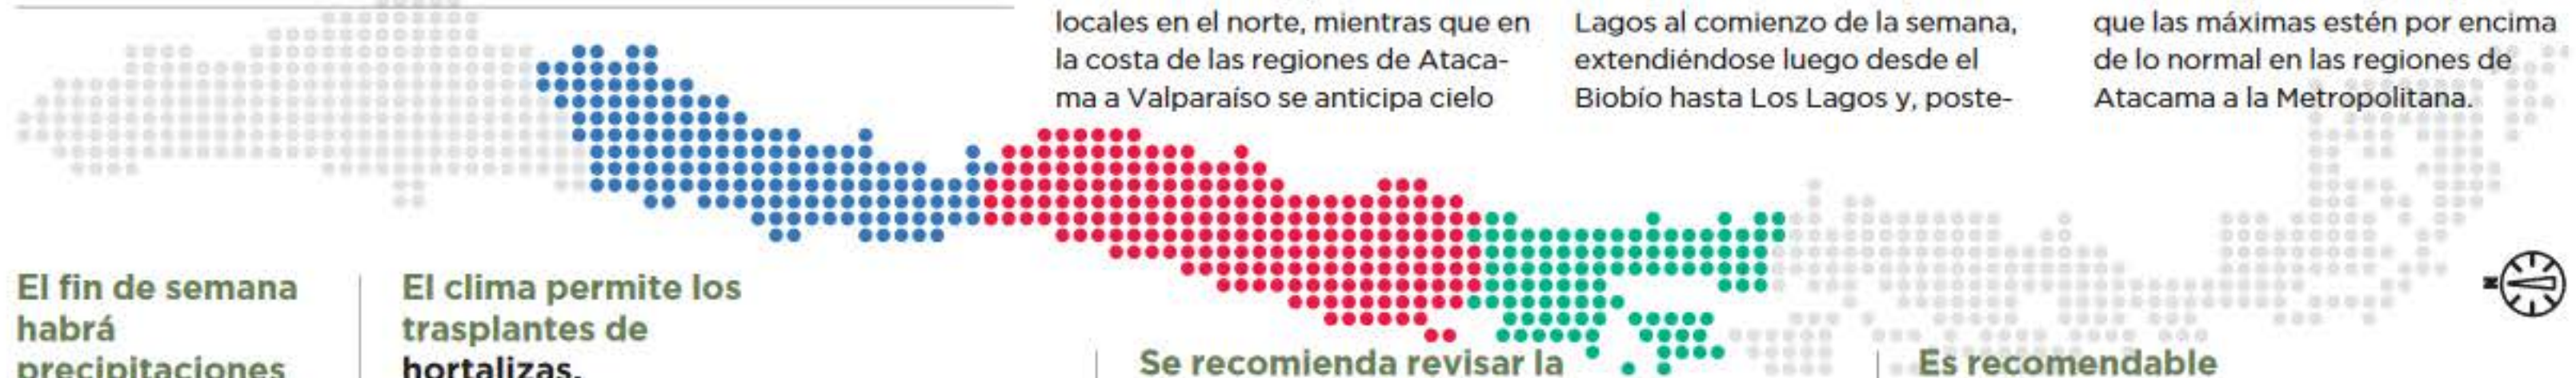 locales en el norte, mientras que en
la costa de las regiones de Ataca-
ma a Valparaíso se anticipa cielo
Lagos al comienzo de la semana,
extendiéndose luego desde el
Biobío hasta Los Lagos y, poste-
que las máximas estén por encima
de lo normal en las regiones de
Atacama a la Metropolitana.
El fin de semana
habrá
precipitaciones
El clima permite los
trasplantes de
hortalizas.
Se recomienda revisar la
Es recomendable
N